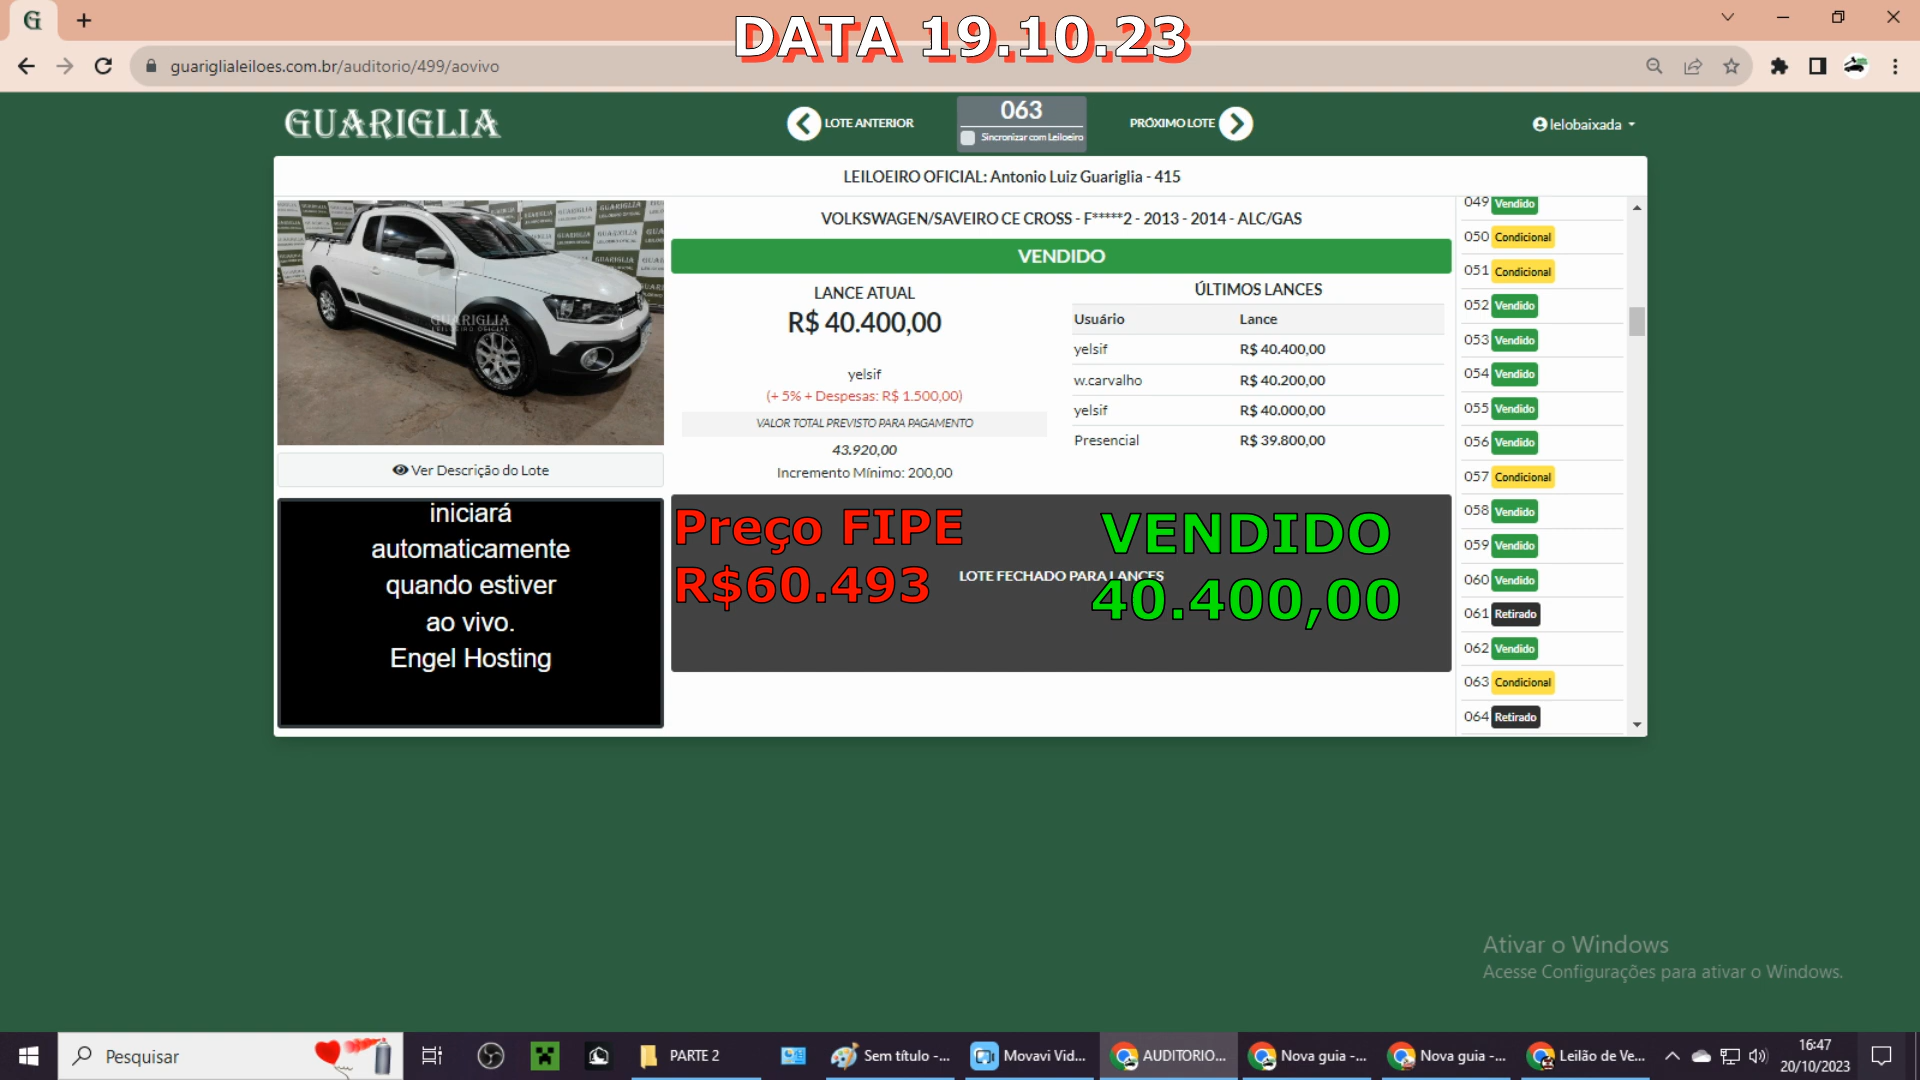 DATA 19.10.23
guariglialeiloes.com.br/auditorio/499/aovivo
GUARIGLIA
LOTE ANTERIOR
063
Sincronizar com Leiloeiro
PRÓXIMO LOTE
lelobaixada
LEILOEIRO OFICIAL: Antonio Luiz Guariglia - 415
GUARIGLIA
LEILOEIRO OFICIAL
Ver Descrição do Lote
iniciará
automaticamente
quando estiver
ao vivo.
Engel Hosting
VOLKSWAGEN/SAVEIRO CE CROSS - F*****2 - 2013 - 2014 - ALC/GAS
VENDIDO
LANCE ATUAL
R$ 40.400,00
yelsif
(+ 5% + Despesas: R$ 1.500,00)
VALOR TOTAL PREVISTO PARA PAGAMENTO
43.920,00
Incremento Mínimo: 200,00
ÚLTIMOS LANCES
Usuário Lance
yelsif R$ 40.400,00
w.carvalho R$ 40.200,00
yelsif R$ 40.000,00
Presencial R$ 39.800,00
Preço FIPE
R$60.493
LOTE FECHADO PARA LANCES
VENDIDO
40.400,00
049 Vendido
050 Condicional
051 Condicional
052 Vendido
053 Vendido
054 Vendido
055 Vendido
056 Vendido
057 Condicional
058 Vendido
059 Vendido
060 Vendido
061 Retirado
062 Vendido
063 Condicional
064 Retirado
Ativar o Windows
Acesse Configurações para ativar o Windows.
Pesquisar
PARTE 2
Sem título -...
Movavi Vid...
AUDITORIO...
Nova guia -...
Nova guia -...
Leilão de Ve...
16:47
20/10/2023